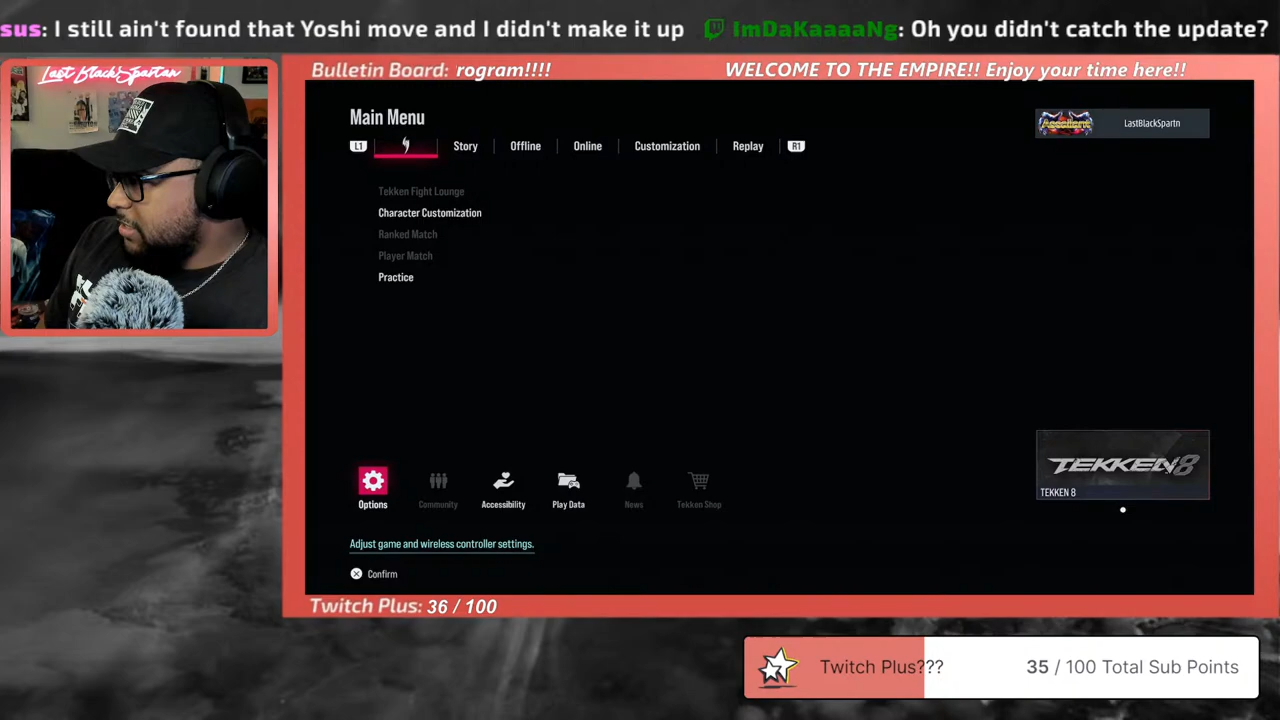 sus: I still ain't found that Yoshi move and I didn't make it up ImDaKaaaaNg: Oh you didn't catch the update?
Last BlackSpartan
Bulletin Board: rogram!!!! WELCOME TO THE EMPIRE!! Enjoy your time here!!
Main Menu
Ascellant LastBlackSpartn
L1 Story Offline Online Customization Replay R1
Tekken Fight Lounge
Character Customization
Ranked Match
Player Match
Practice
TEKKEN 8
TEKKEN 8
Options Community Accessibility Play Data News Tekken Shop
Adjust game and wireless controller settings.
Confirm
Twitch Plus: 36 / 100
Twitch Plus??? 35 / 100 Total Sub Points